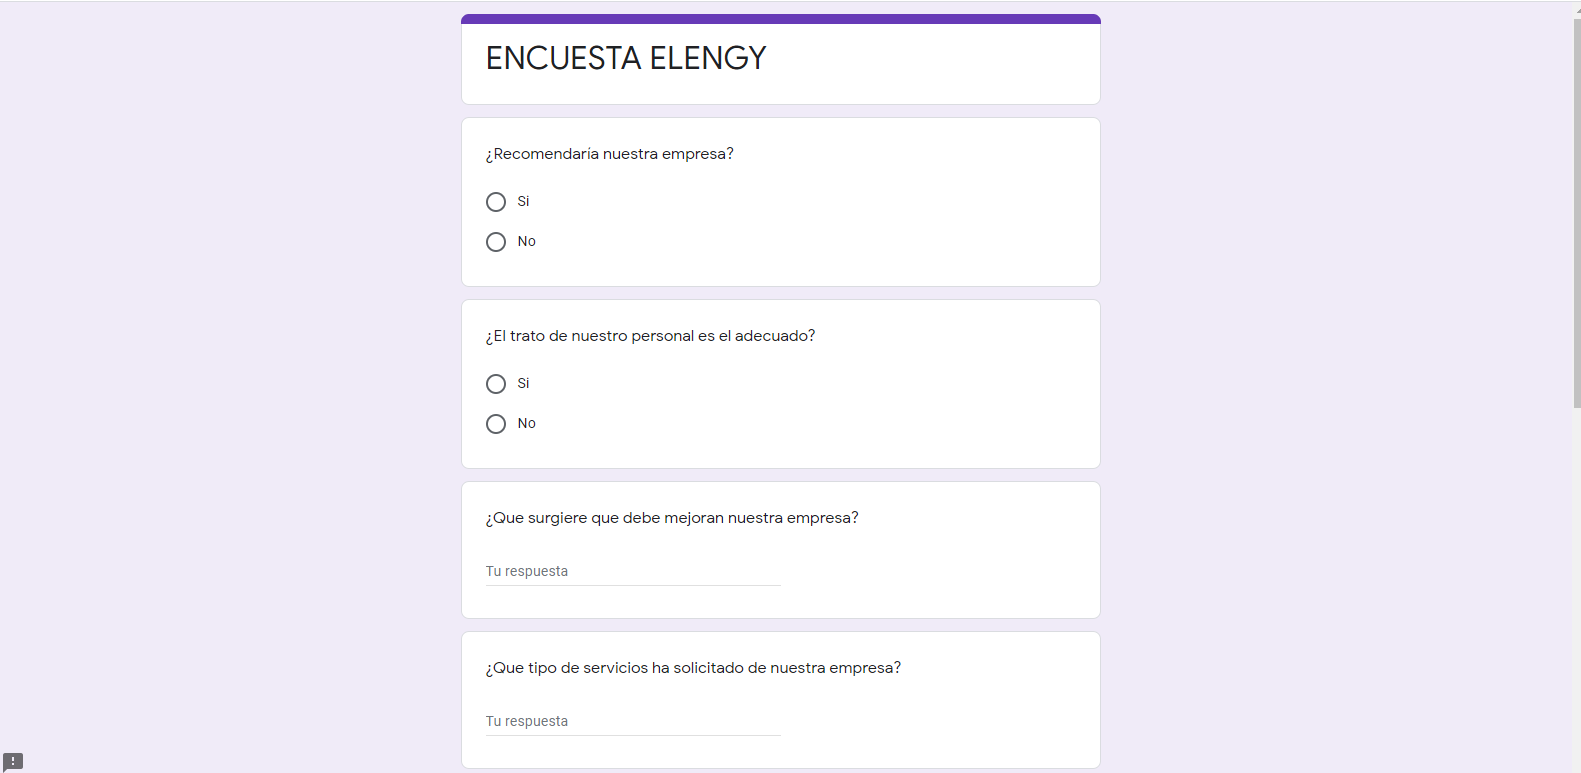 ENCUESTA ELENGY
¿Recomendaría nuestra empresa?
Si
No
¿El trato de nuestro personal es el adecuado?
Si
No
¿Que surgiere que debe mejoran nuestra empresa?
Tu respuesta
¿Que tipo de servicios ha solicitado de nuestra empresa?
Tu respuesta